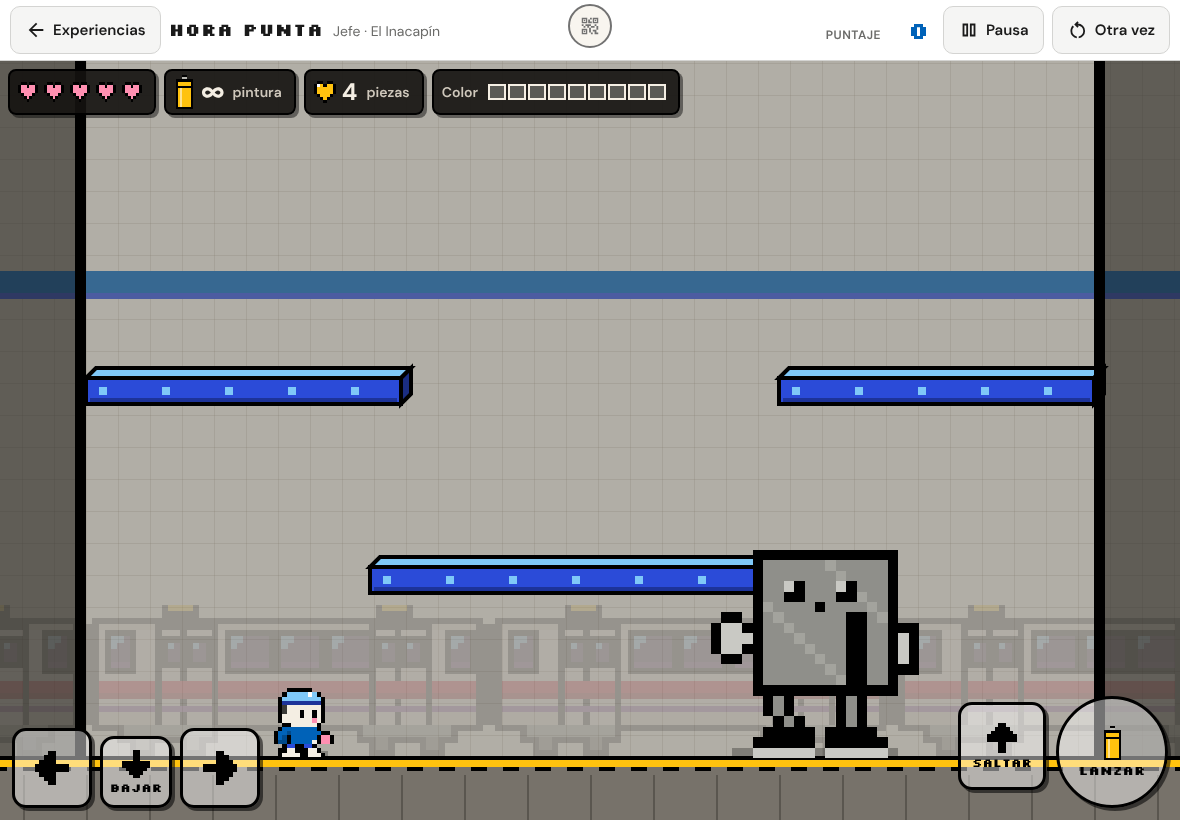 Experiencias
HORA PUNTA
Jefe · El Inacapín
PUNTAJE 0
Pausa
Otra vez
∞ pintura
4 piezas
Color
BAJAR
SALTAR
LANZAR